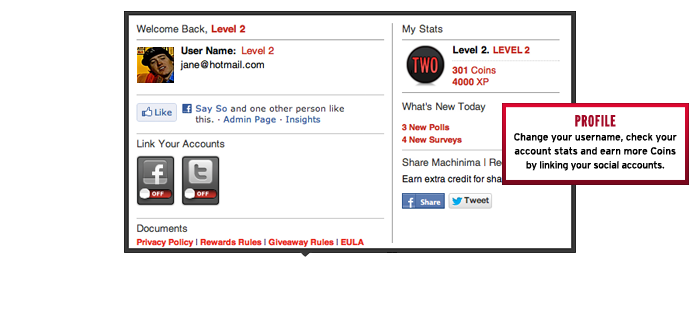 Welcome Back, Level 2
User Name: Level 2
jane@hotmail.com
Like
Say So and one other person like
this. · Admin Page · Insights
Link Your Accounts
f
OFF
t
OFF
Documents
Privacy Policy | Rewards Rules | Giveaway Rules | EULA
My Stats
TWO
Level 2. LEVEL 2
301 Coins
4000 XP
What's New Today
3 New Polls
4 New Surveys
Share Machinima | Re
Earn extra credit for sha
Share
Tweet
PROFILE
Change your username, check your
account stats and earn more Coins
by linking your social accounts.